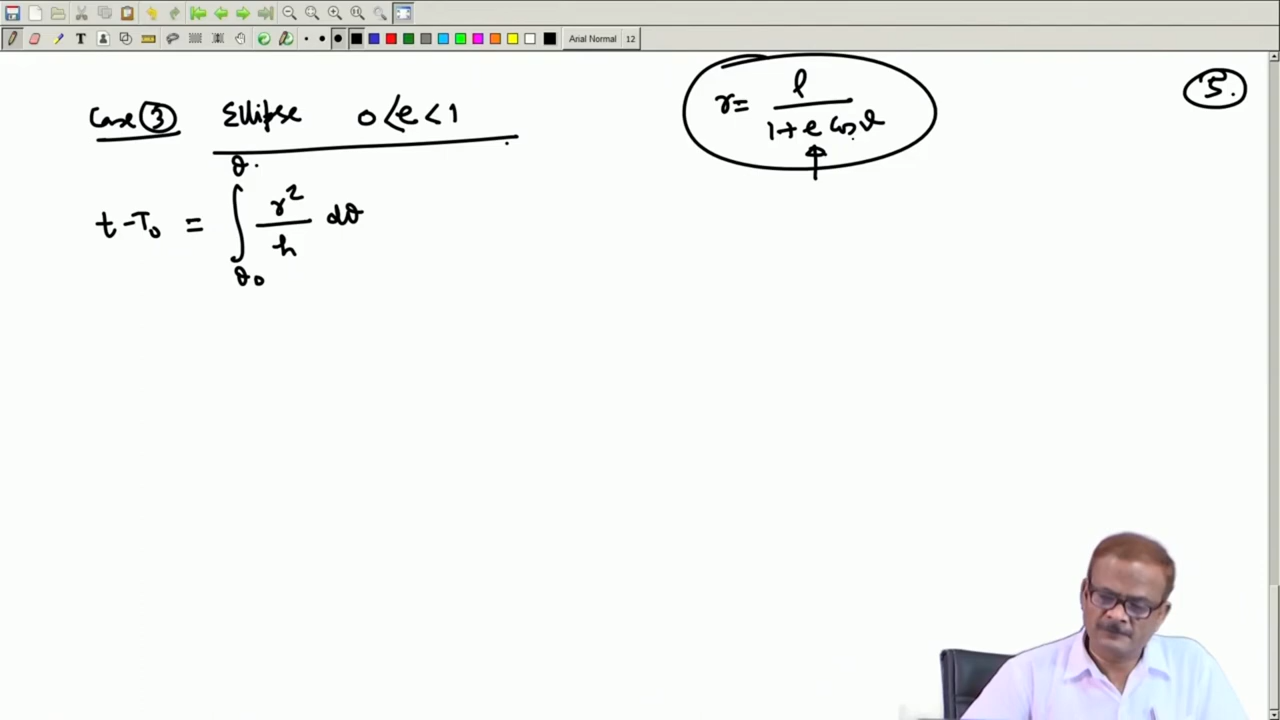 Arial Normal 12
Case ③ Ellipse 0 < e < 1
r = l / (1 + e Cos θ)
5.
t - T₀ = ∫_{θ₀}^{θ} r² / h dθ